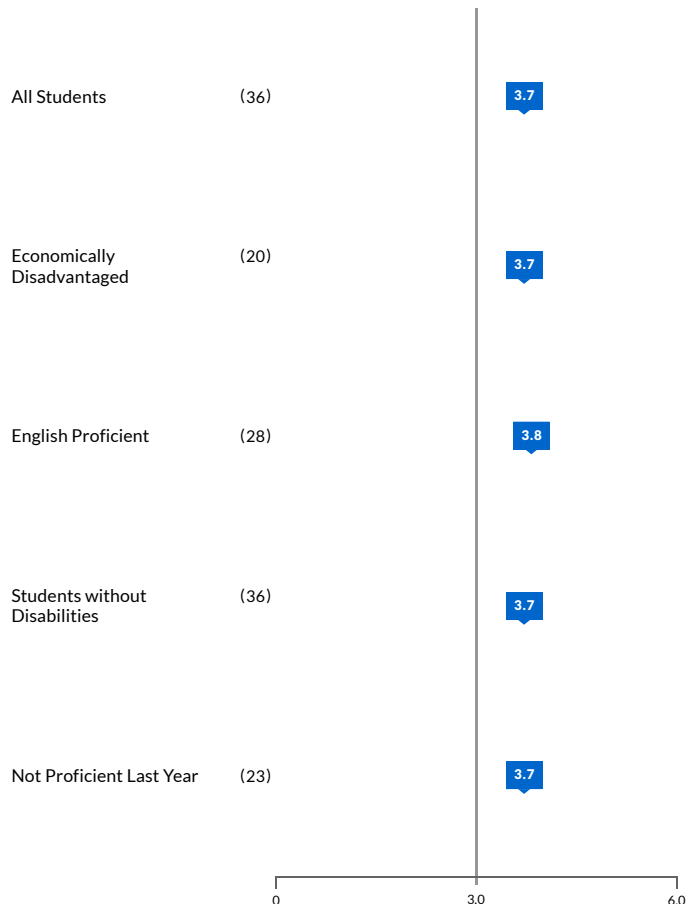 All Students (36) 3.7
Economically (20) 3.7
Disadvantaged
English Proficient (28) 3.8
Students without (36) 3.7
Disabilities
Not Proficient Last Year (23) 3.7
0 3.0 6.0